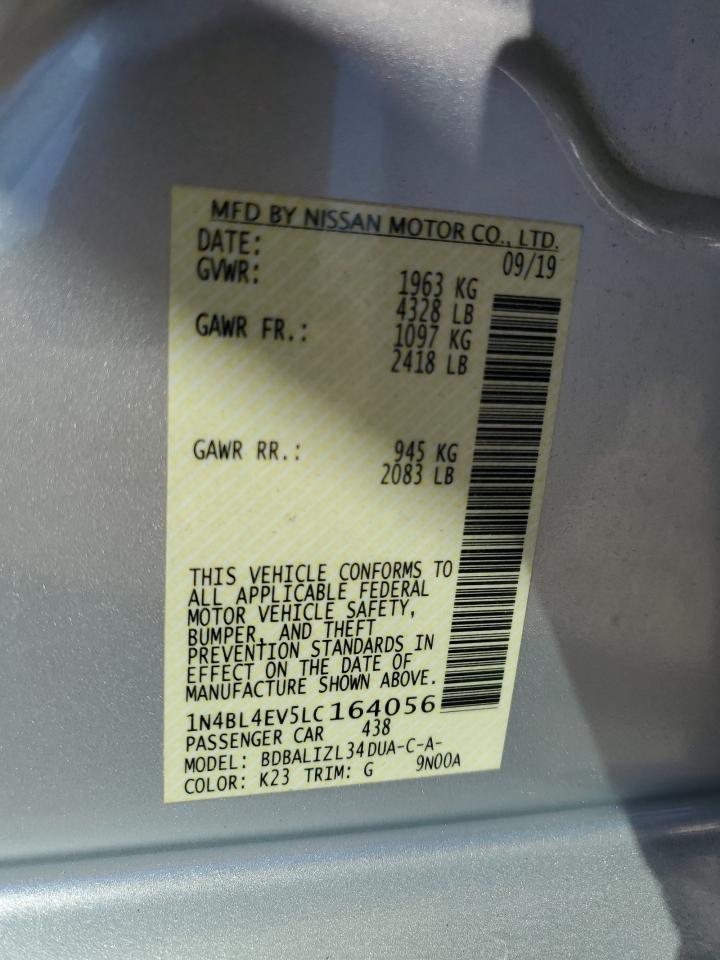 MFD BY NISSAN MOTOR CO., LTD.
DATE: 09/19
GVWR: 1963 KG
4328 LB
GAWR FR.: 1097 KG
2418 LB
GAWR RR.: 945 KG
2083 LB
THIS VEHICLE CONFORMS TO
ALL APPLICABLE FEDERAL
MOTOR VEHICLE SAFETY,
BUMPER, AND THEFT
PREVENTION STANDARDS IN
EFFECT ON THE DATE OF
MANUFACTURE SHOWN ABOVE.
1N4BL4EV5LC164056
PASSENGER CAR 438
MODEL: BDBALIZL34DUA-C-A-
COLOR: K23 TRIM: G 9N00A